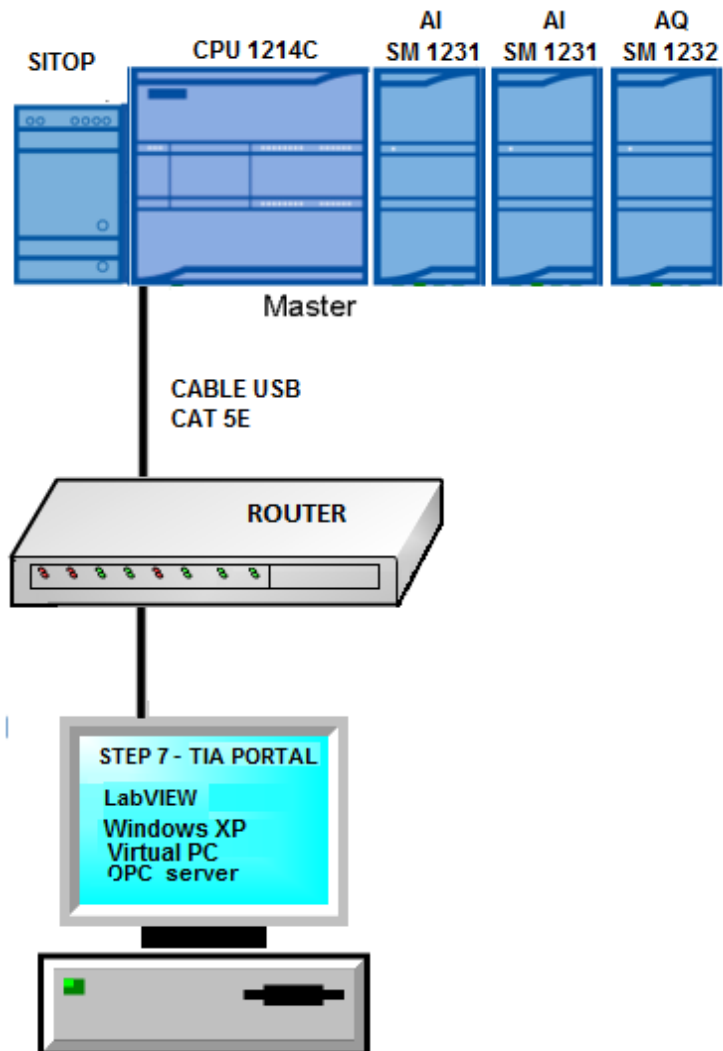 SITOP
CPU 1214C
AI
SM 1231
AI
SM 1231
AQ
SM 1232
Master
CABLE USB
CAT 5E
ROUTER
STEP 7 - TIA PORTAL
LabVIEW
Windows XP
Virtual PC
OPC server